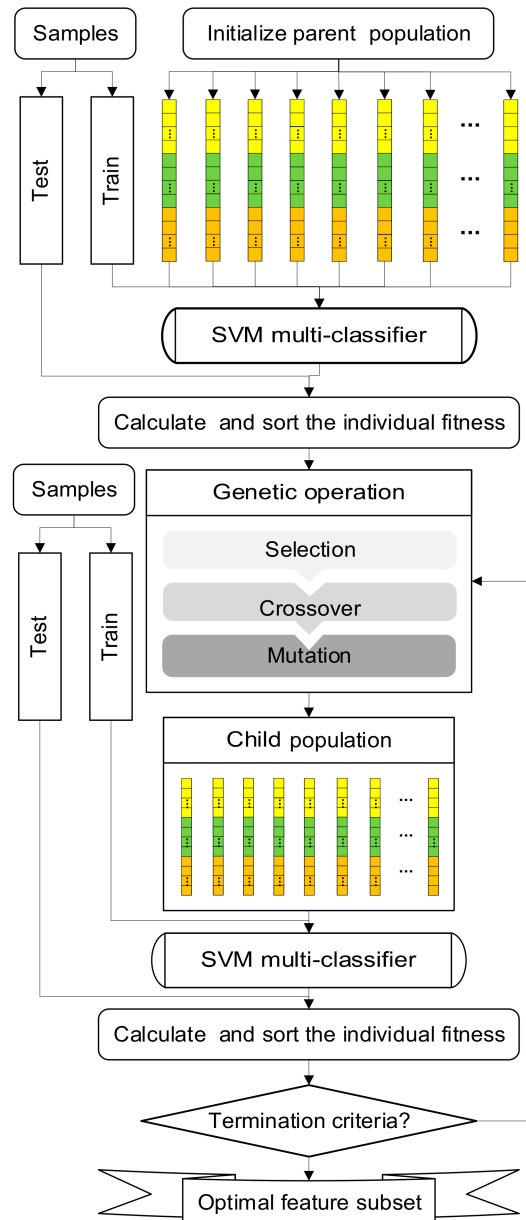 Samples
Initialize parent population
Test
Train
...
...
...
SVM multi-classifier
Calculate and sort the individual fitness
Samples
Genetic operation
Selection
Crossover
Mutation
Test
Train
Child population
...
...
...
SVM multi-classifier
Calculate and sort the individual fitness
Termination criteria?
Optimal feature subset